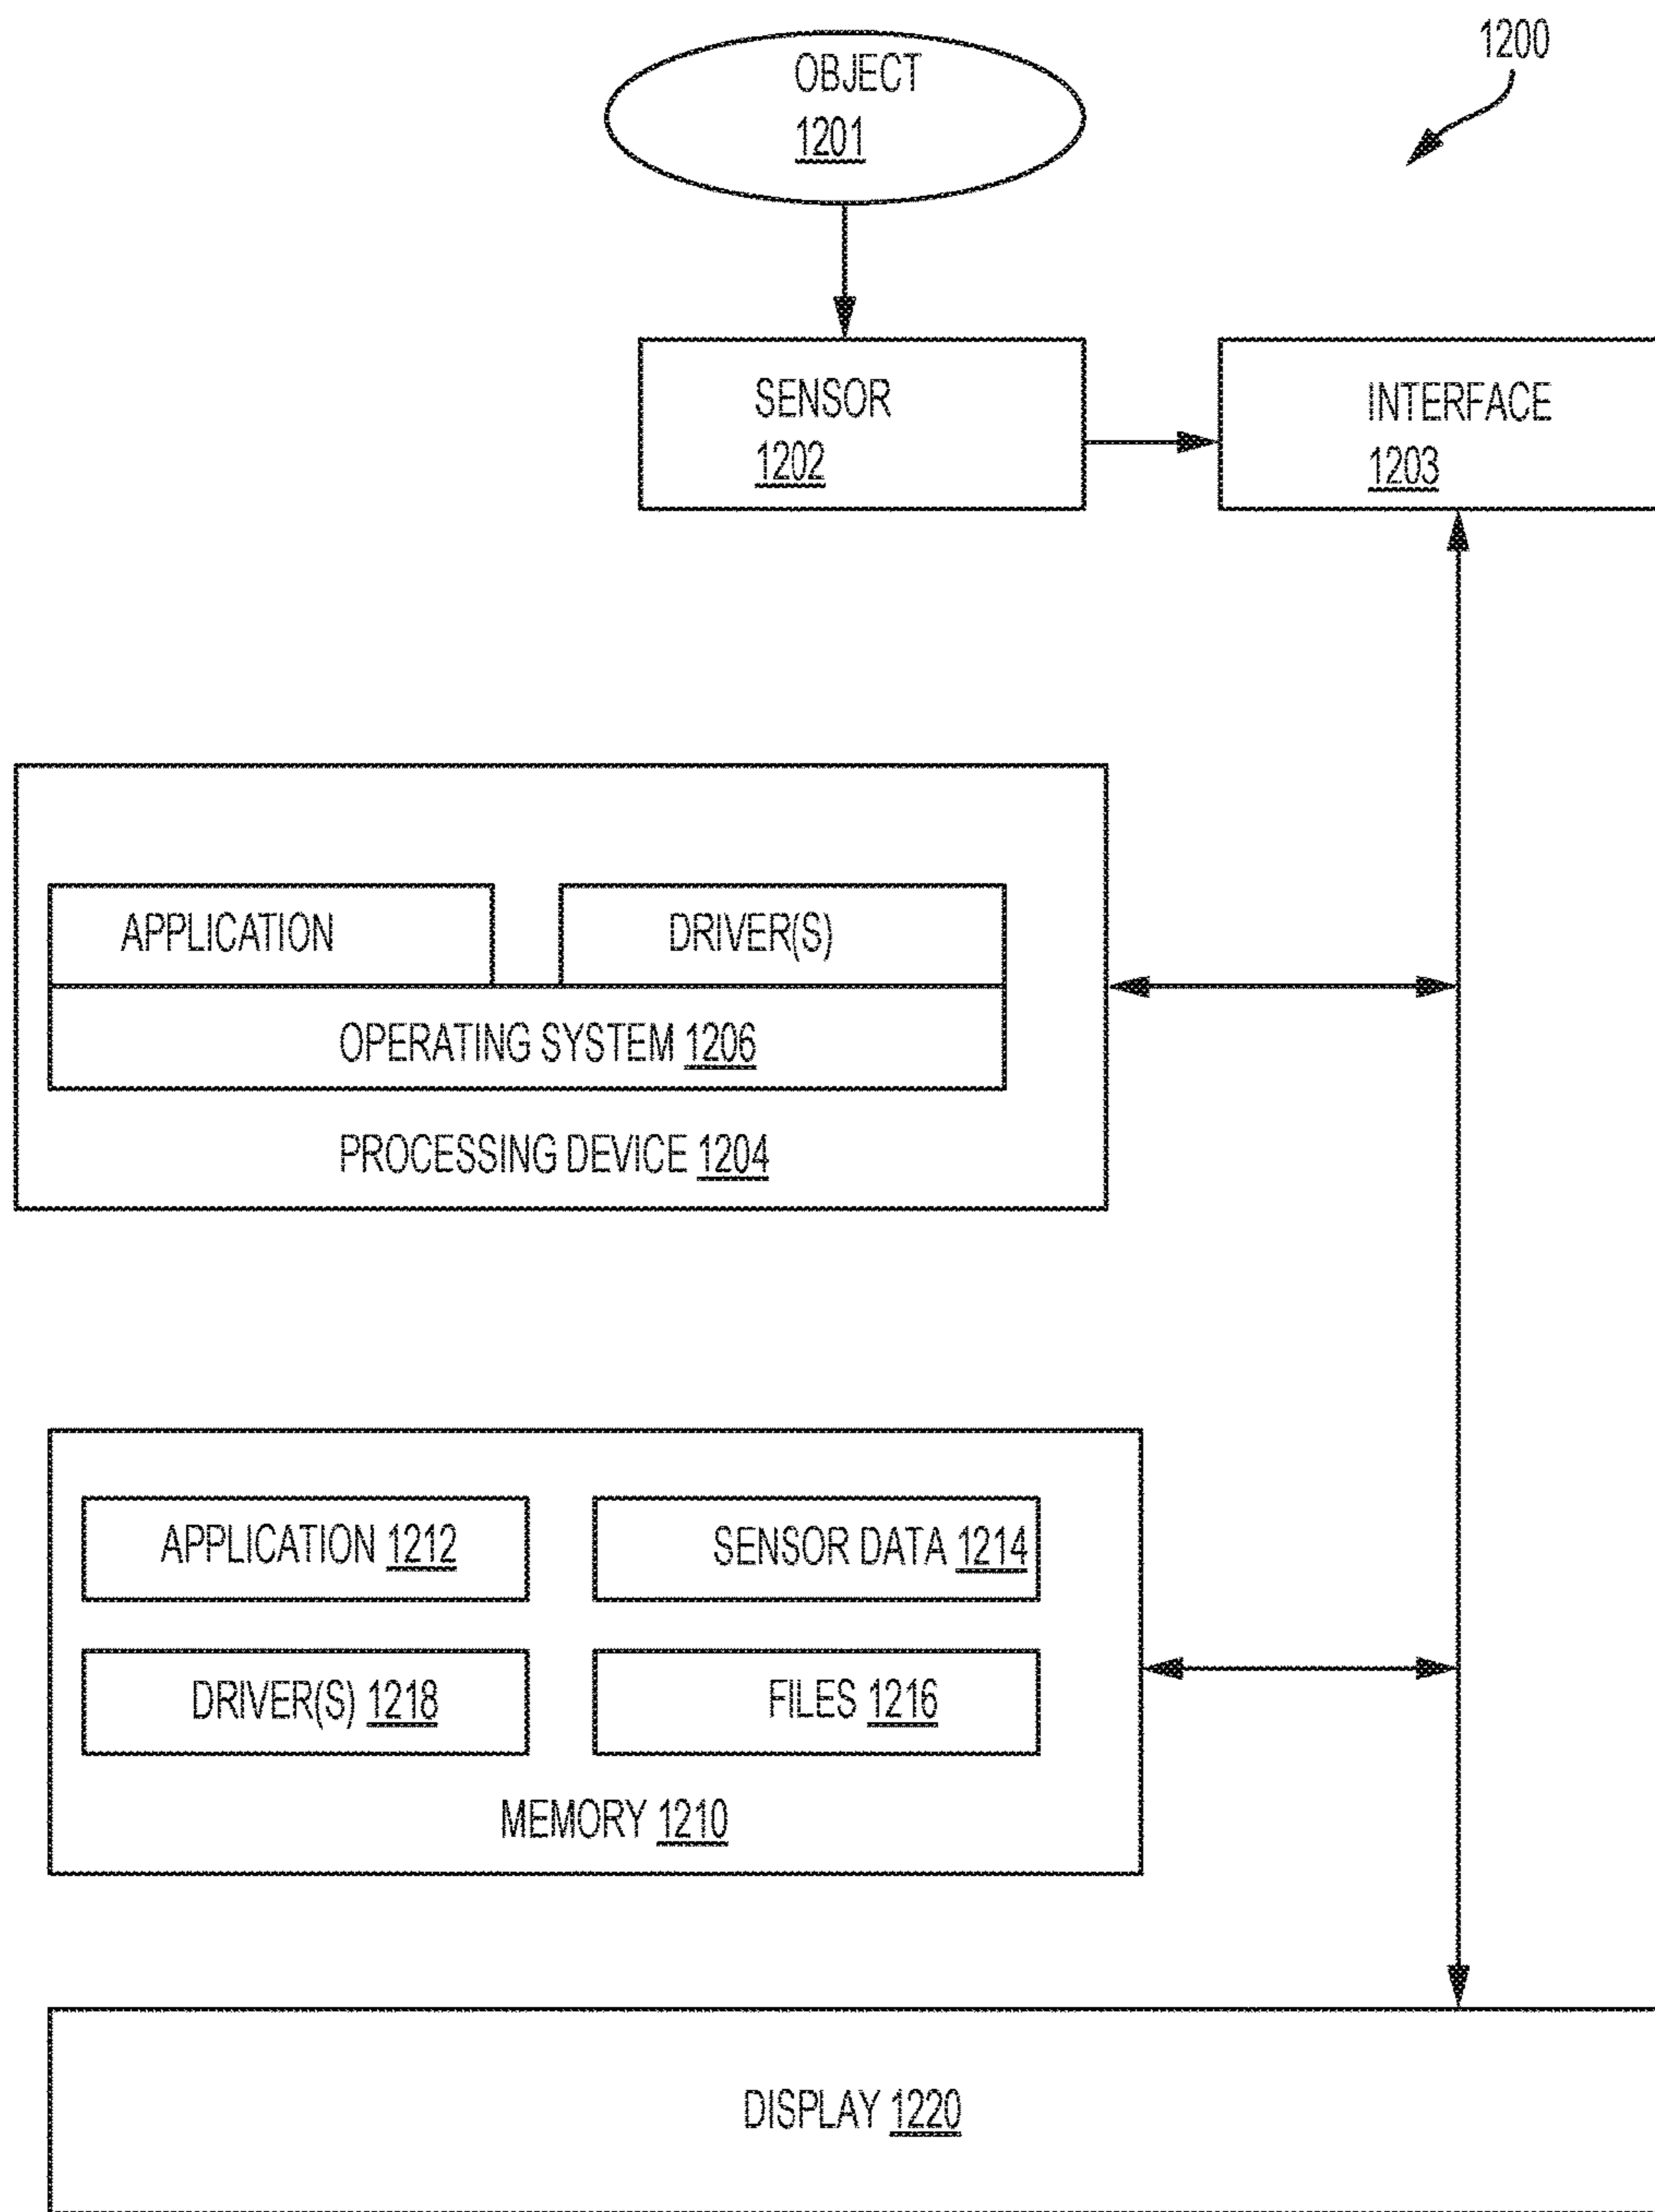 1200
OBJECT
1201
SENSOR
1202
INTERFACE
1203
APPLICATION
DRIVER(S)
OPERATING SYSTEM 1206
PROCESSING DEVICE 1204
APPLICATION 1212
SENSOR DATA 1214
DRIVER(S) 1218
FILES 1216
MEMORY 1210
DISPLAY 1220